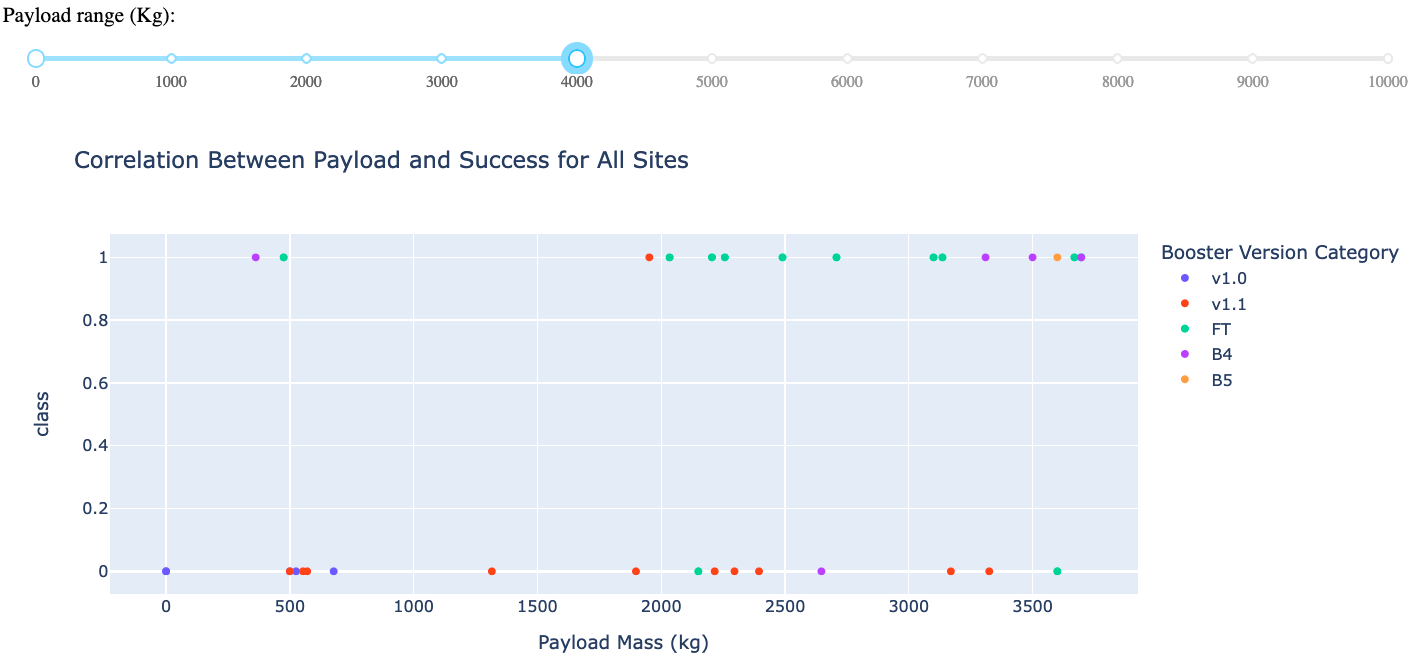 Payload range (Kg):
0 1000 2000 3000 4000 5000 6000 7000 8000 9000 10000
Correlation Between Payload and Success for All Sites
Booster Version Category
v1.0
v1.1
FT
B4
B5
1
0.8
0.6
0.4
0.2
0
class
0 500 1000 1500 2000 2500 3000 3500
Payload Mass (kg)